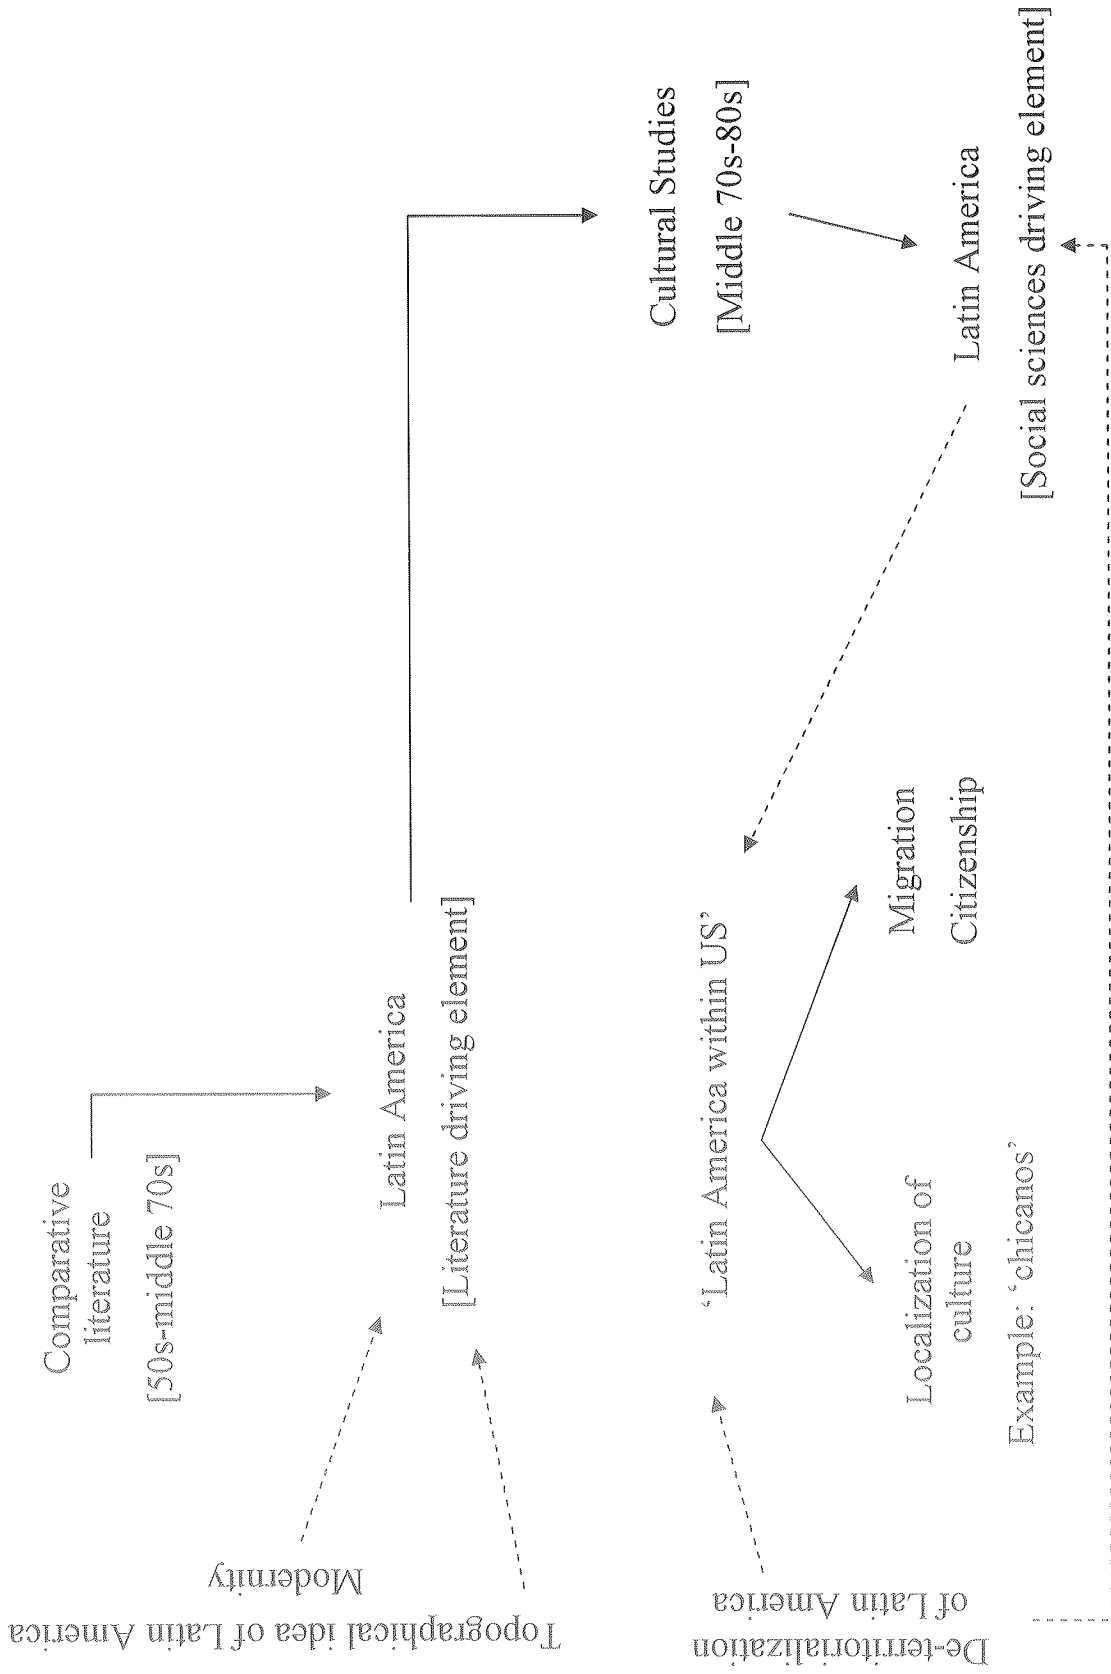 Comparative
literature
[50s-middle 70s]
Modernity
Topographical idea of Latin America
Latin America
[Literature driving element]
Cultural Studies
[Middle 70s-80s]
De-territorialization
of Latin America
‘Latin America within US’
Localization of
culture
Example: ‘chicanos’
Migration
Citizenship
Latin America
[Social sciences driving element]